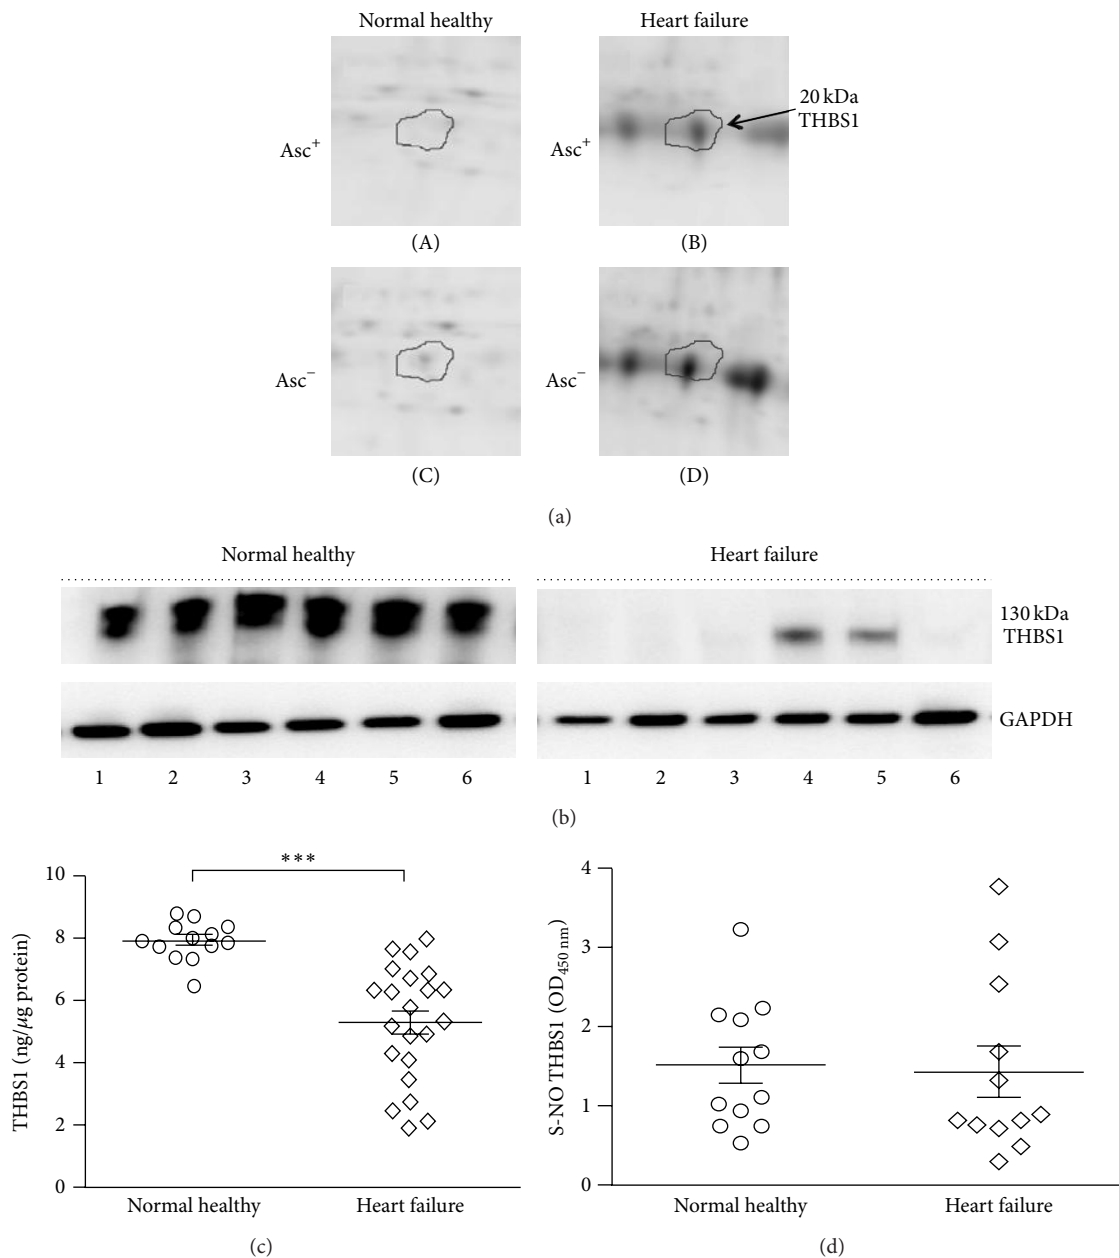 Normal healthy Heart failure
20 kDa
THBS1
Asc+ Asc+
(A) (B)
Asc− Asc−
(C) (D)
(a)
Normal healthy Heart failure
130 kDa
THBS1
GAPDH
1 2 3 4 5 6 1 2 3 4 5 6
(b)
***
THBS1 (ng/μg protein)
10
8
6
4
2
0
Normal healthy Heart failure
(c)
S-NO THBS1 (OD450 nm)
4
3
2
1
0
Normal healthy Heart failure
(d)